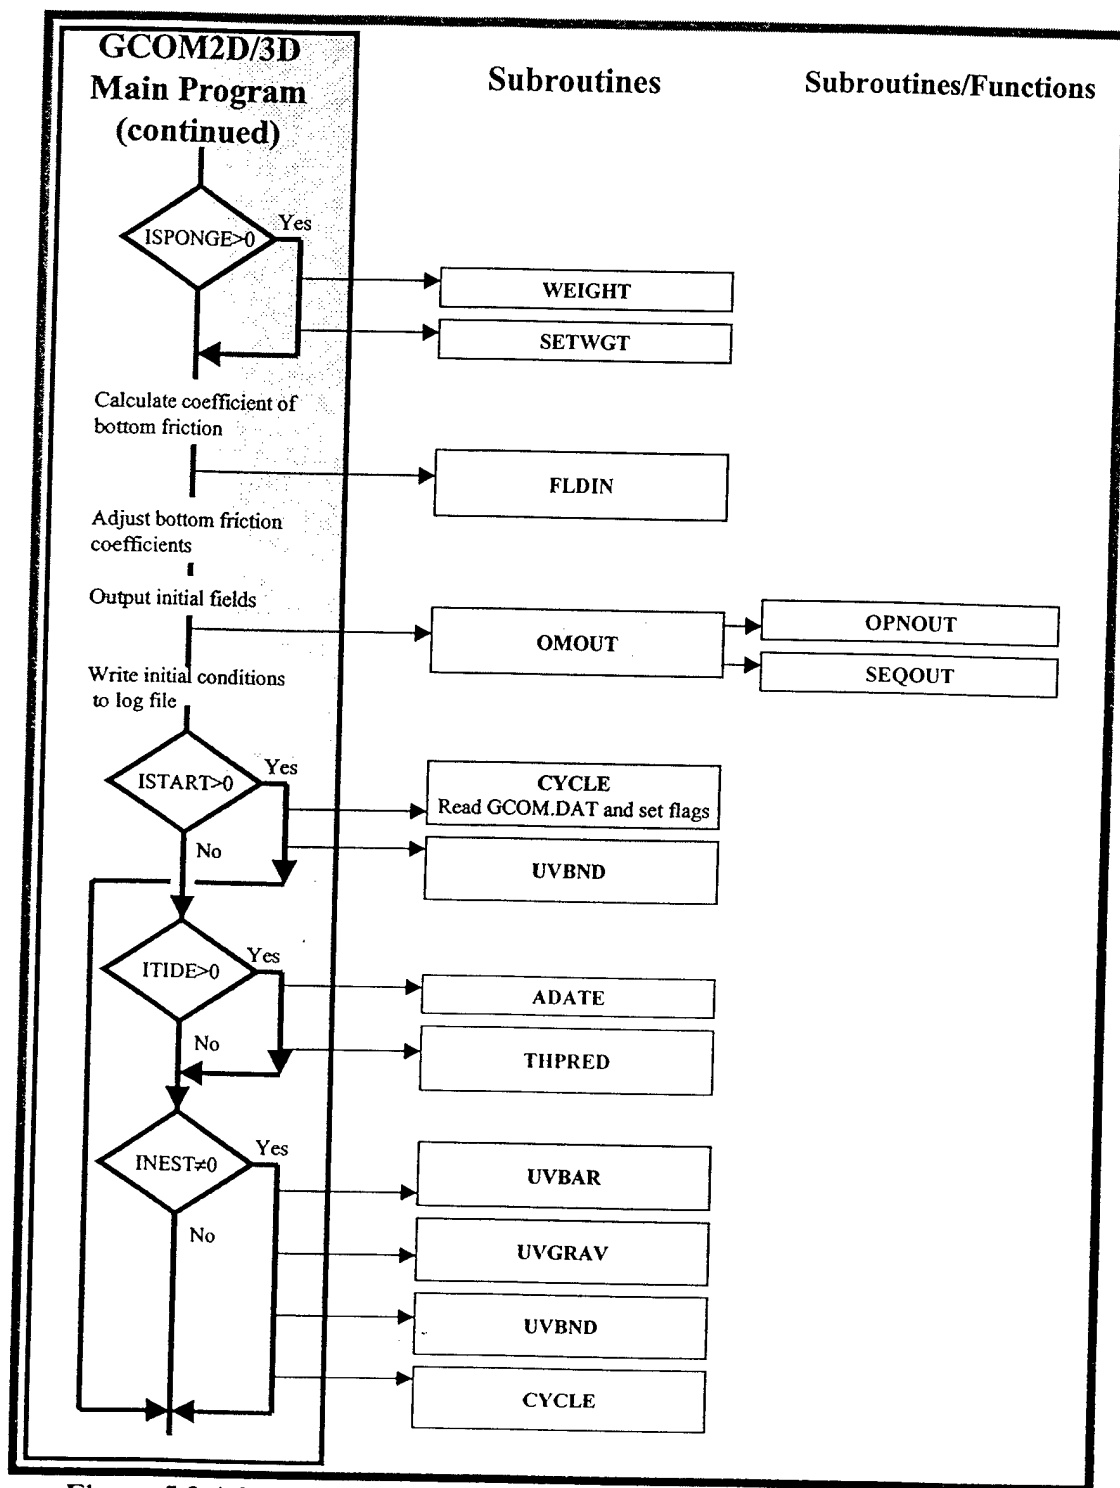 GCOM2D/3D
Main Program
(continued)
Subroutines
Subroutines/Functions
ISPONGE>0
Yes
WEIGHT
SETWGT
Calculate coefficient of
bottom friction
FLDIN
Adjust bottom friction
coefficients
Output initial fields
OMOUT
OPNOUT
SEQOUT
Write initial conditions
to log file
ISTART>0
Yes
No
CYCLE
Read GCOM.DAT and set flags
UVBND
ITIDE>0
Yes
No
ADATE
THPRED
INEST≠0
Yes
No
UVBAR
UVGRAV
UVBND
CYCLE